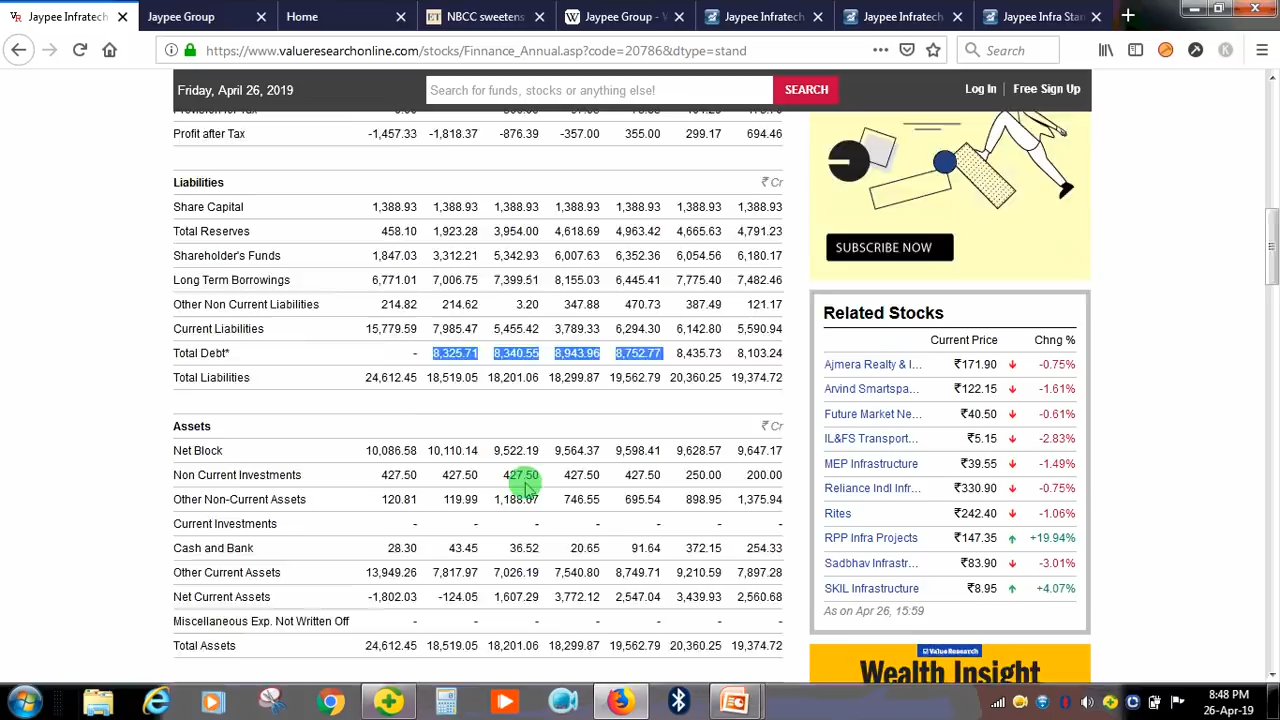 Jaypee Infratech
Jaypee Group
Home
NBCC sweetens
Jaypee Group -
Jaypee Infratech
Jaypee Infratech
Jaypee Infra Stan
https://www.valueresearchonline.com/stocks/Finnance_Annual.asp?code=20786&dtype=stand
Search
Friday, April 26, 2019
Search for funds, stocks or anything else!
SEARCH
Log In
Free Sign Up
Profit after Tax -1,457.33 -1,818.37 -876.39 -357.00 355.00 299.17 694.46
Liabilities ₹ Cr
Share Capital 1,388.93 1,388.93 1,388.93 1,388.93 1,388.93 1,388.93 1,388.93
Total Reserves 458.10 1,923.28 3,954.00 4,618.69 4,963.42 4,665.63 4,791.23
Shareholder's Funds 1,847.03 3,312.21 5,342.93 6,007.63 6,352.36 6,054.56 6,180.17
Long Term Borrowings 6,771.01 7,006.75 7,399.51 8,155.03 6,445.41 7,775.40 7,482.46
Other Non Current Liabilities 214.82 214.62 3.20 347.88 470.73 387.49 121.17
Current Liabilities 15,779.59 7,985.47 5,455.42 3,789.33 6,294.30 6,142.80 5,590.94
Total Debt* - 8,325.71 8,340.55 8,943.96 8,752.77 8,435.73 8,103.24
Total Liabilities 24,612.45 18,519.05 18,201.06 18,299.87 19,562.79 20,360.25 19,374.72
Assets ₹ Cr
Net Block 10,086.58 10,110.14 9,522.19 9,564.37 9,598.41 9,628.57 9,647.17
Non Current Investments 427.50 427.50 427.50 427.50 427.50 250.00 200.00
Other Non-Current Assets 120.81 119.99 1,188.67 746.55 695.54 898.95 1,375.94
Current Investments - - - - - - -
Cash and Bank 28.30 43.45 36.52 20.65 91.64 372.15 254.33
Other Current Assets 13,949.26 7,817.97 7,026.19 7,540.80 8,749.71 9,210.59 7,897.28
Net Current Assets -1,802.03 -124.05 1,607.29 3,772.12 2,547.04 3,439.93 2,560.68
Miscellaneous Exp. Not Written Off - - - - - - -
Total Assets 24,612.45 18,519.05 18,201.06 18,299.87 19,562.79 20,360.25 19,374.72
SUBSCRIBE NOW
Related Stocks
Current Price Chng %
Ajmera Realty & I... ₹171.90 -0.75%
Arvind Smartspa... ₹122.15 -1.61%
Future Market Ne... ₹40.50 -0.61%
IL&FS Transport... ₹5.15 -2.83%
MEP Infrastructure ₹39.55 -1.49%
Reliance Indl Infr... ₹330.90 -0.75%
Rites ₹242.40 -1.06%
RPP Infra Projects ₹147.35 +19.94%
Sadbhav Infrastr... ₹83.90 -3.01%
SKIL Infrastructure ₹8.95 +4.07%
As on Apr 26, 15:59
Value Research
Wealth Insight
8:48 PM
26-Apr-19